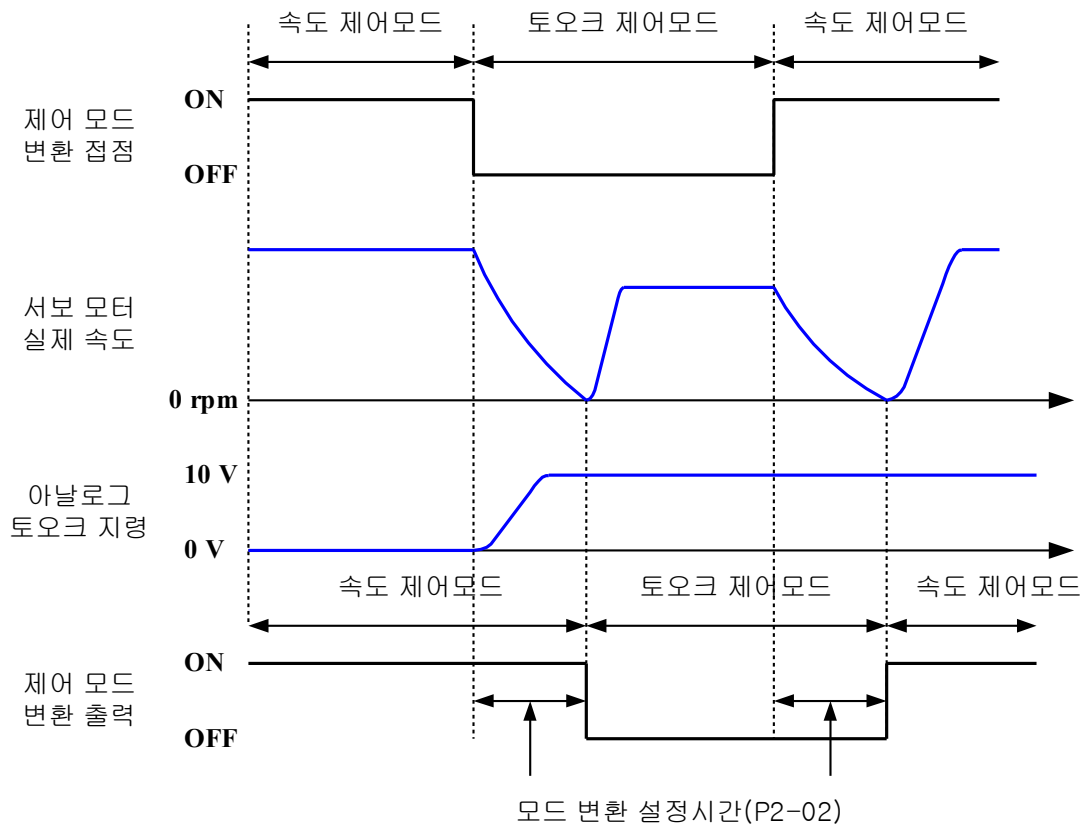 속도 제어모드 토오크 제어모드 속도 제어모드
제어 모드
변환 접점
ON
OFF
서보 모터
실제 속도
0 rpm
아날로그
토오크 지령
10 V
0 V
속도 제어모드 토오크 제어모드 속도 제어모드
제어 모드
변환 출력
ON
OFF
모드 변환 설정시간(P2-02)